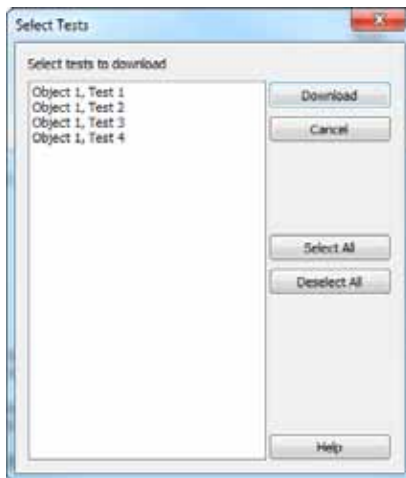 Select Tests
Select tests to download
Object 1, Test 1
Object 1, Test 2
Object 1, Test 3
Object 1, Test 4
Download
Cancel
Select All
Deselect All
Help